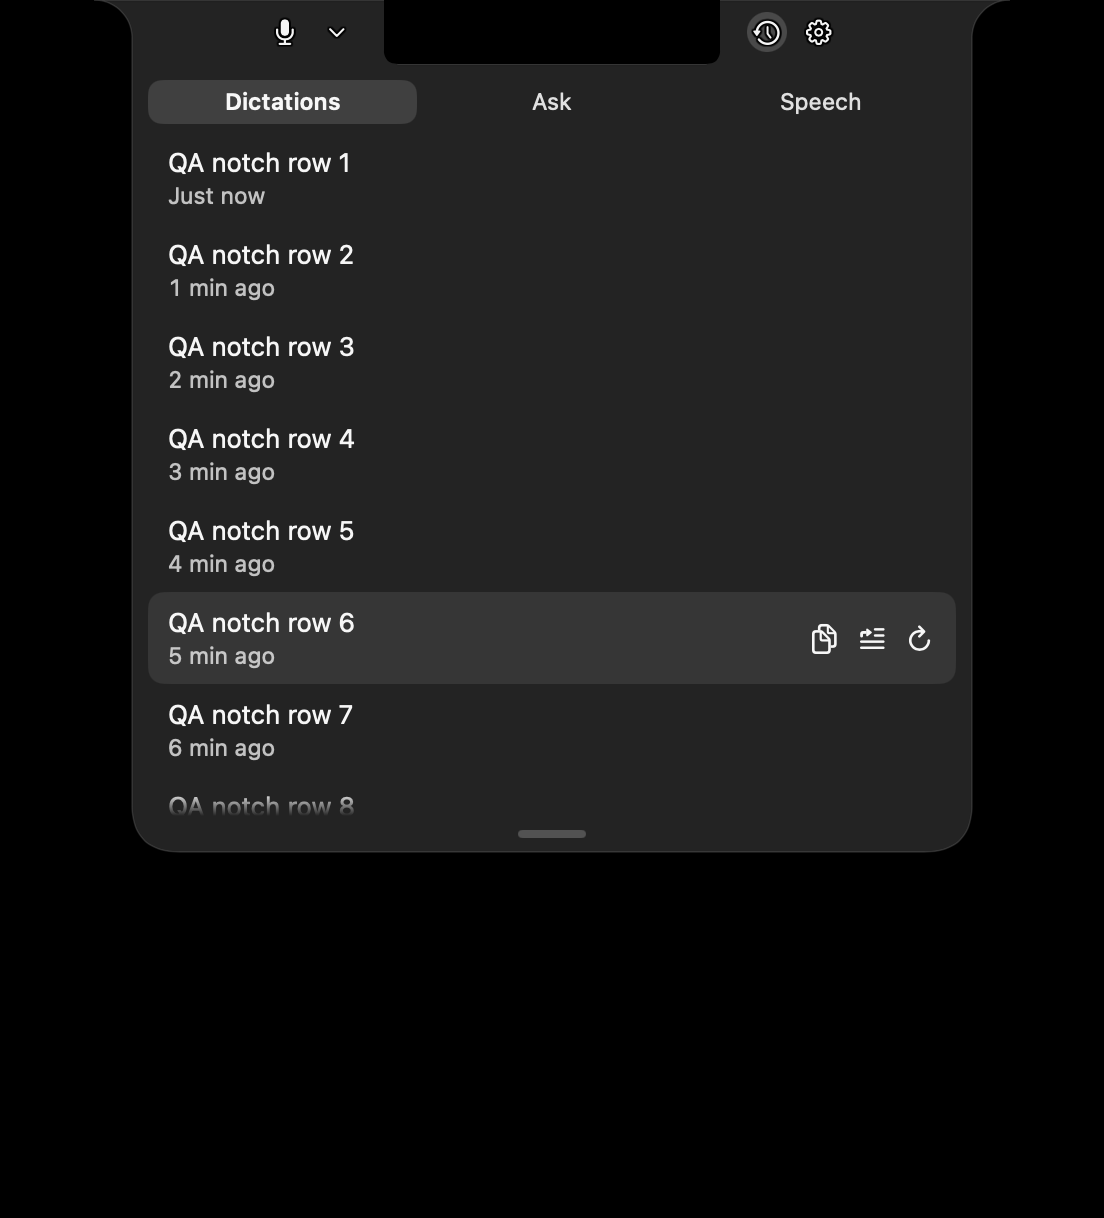 Dictations
Ask
Speech
QA notch row 1
Just now
QA notch row 2
1 min ago
QA notch row 3
2 min ago
QA notch row 4
3 min ago
QA notch row 5
4 min ago
QA notch row 6
5 min ago
QA notch row 7
6 min ago
QA notch row 8